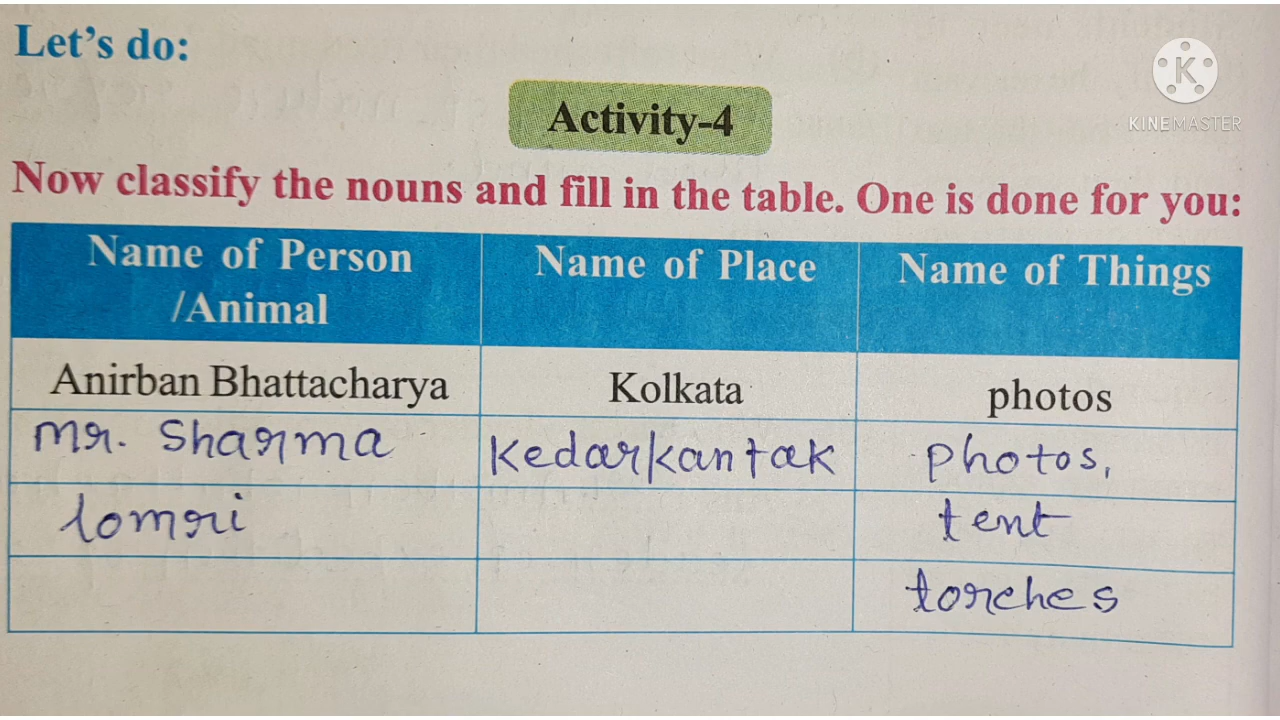 Let's do:
K
KINEMASTER
Activity-4
Now classify the nouns and fill in the table. One is done for you:
Name of Person /Animal Name of Place Name of Things
Anirban Bhattacharya Kolkata photos
Mr. Sharma Kedarkantak photos,
lomri tent
torches